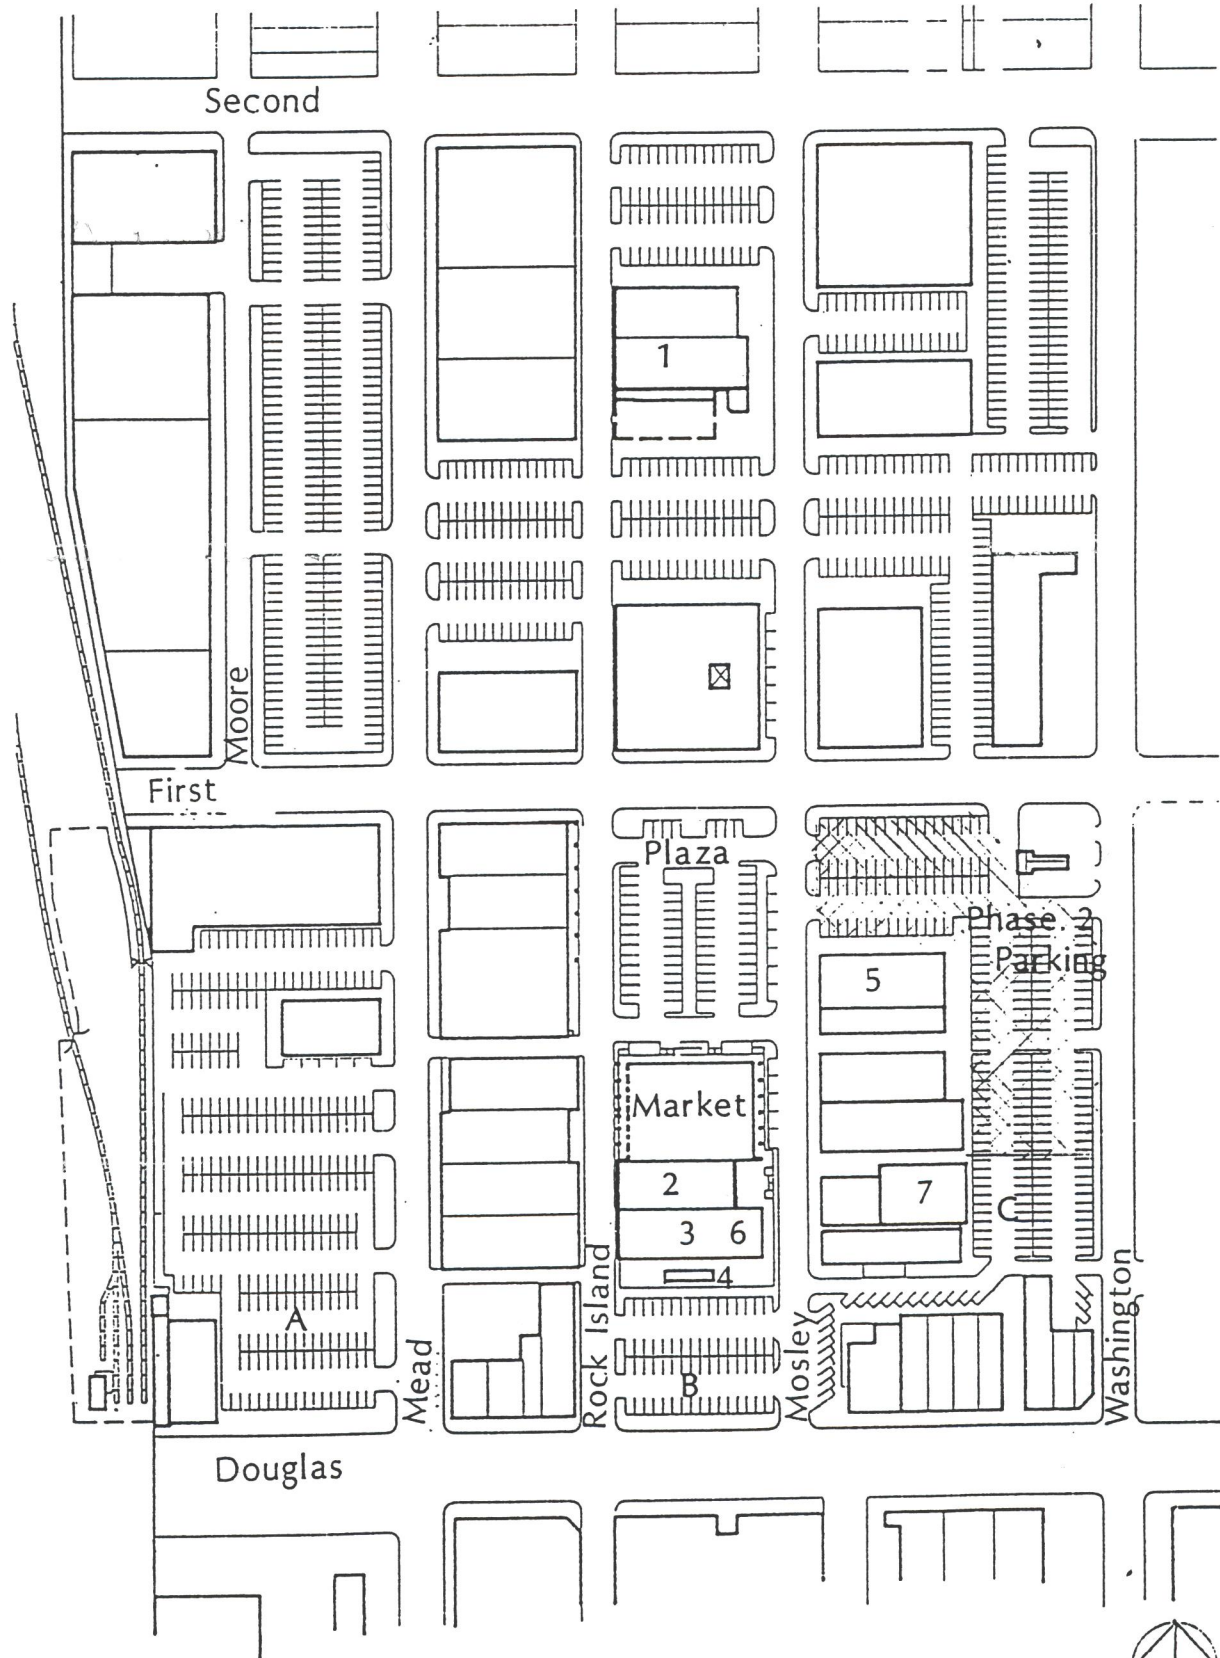 Second
1
Moore
First
Plaza
Phase 2
Parking
5
Market
2
7
3 6
C
4
A
B
Mead
Rock Island
Mosley
Washington
Douglas